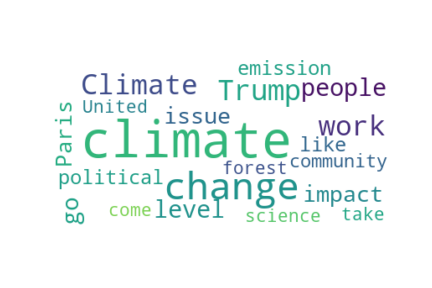 emission
Climate
Trump
people
United
issue
work
Paris
climate
like
community
forest
political
change
impact
go
come
level
science
take